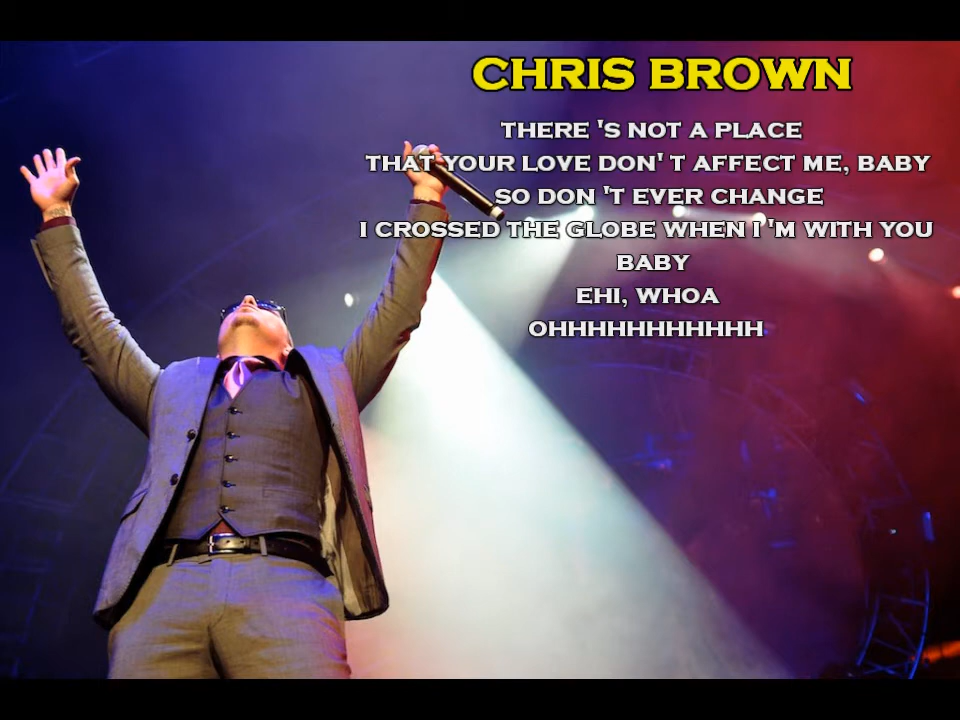 CHRIS BROWN
THERE 'S NOT A PLACE
THAT YOUR LOVE DON' T AFFECT ME, BABY
SO DON 'T EVER CHANGE
I CROSSED THE GLOBE WHEN I 'M WITH YOU
BABY
EHI, WHOA
OHHHHHHHHHHH